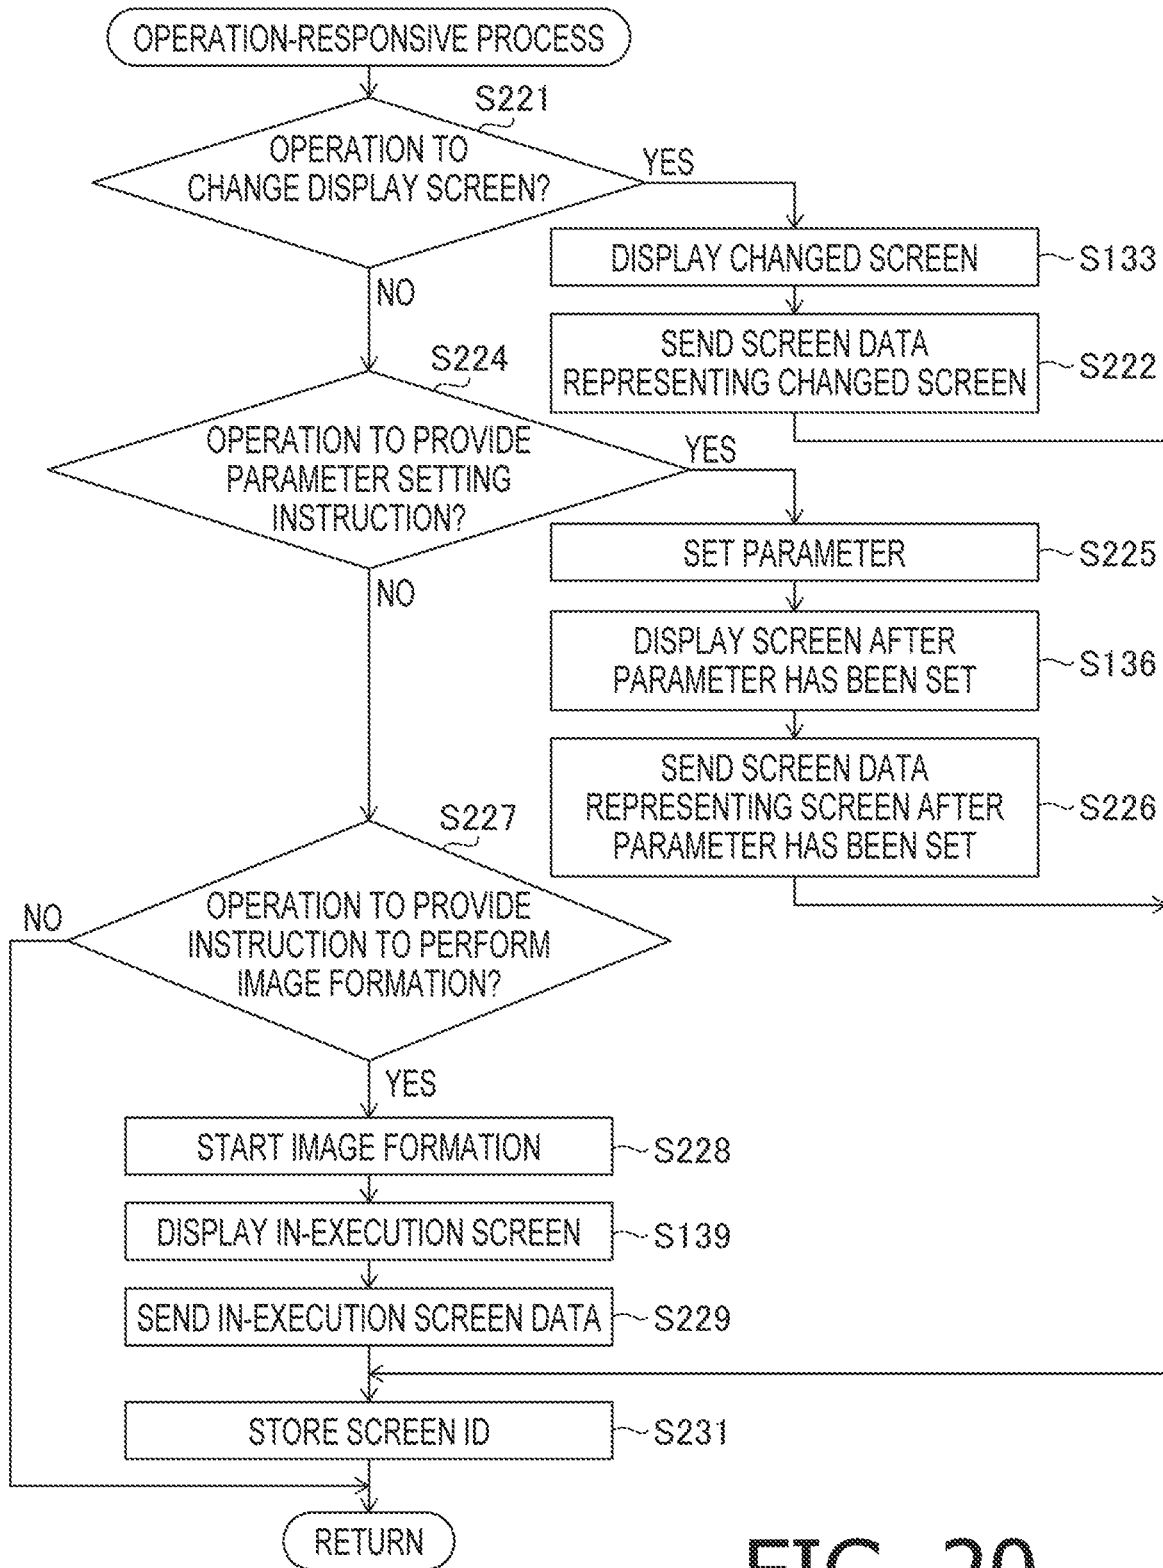 OPERATION-RESPONSIVE PROCESS
S221
OPERATION TO
CHANGE DISPLAY SCREEN?
YES
DISPLAY CHANGED SCREEN
S133
NO
SEND SCREEN DATA
REPRESENTING CHANGED SCREEN
S222
S224
OPERATION TO PROVIDE
PARAMETER SETTING
INSTRUCTION?
YES
SET PARAMETER
S225
NO
DISPLAY SCREEN AFTER
PARAMETER HAS BEEN SET
S136
SEND SCREEN DATA
REPRESENTING SCREEN AFTER
PARAMETER HAS BEEN SET
S226
S227
OPERATION TO PROVIDE
INSTRUCTION TO PERFORM
IMAGE FORMATION?
NO
YES
START IMAGE FORMATION
S228
DISPLAY IN-EXECUTION SCREEN
S139
SEND IN-EXECUTION SCREEN DATA
S229
STORE SCREEN ID
S231
RETURN
FIG. 20